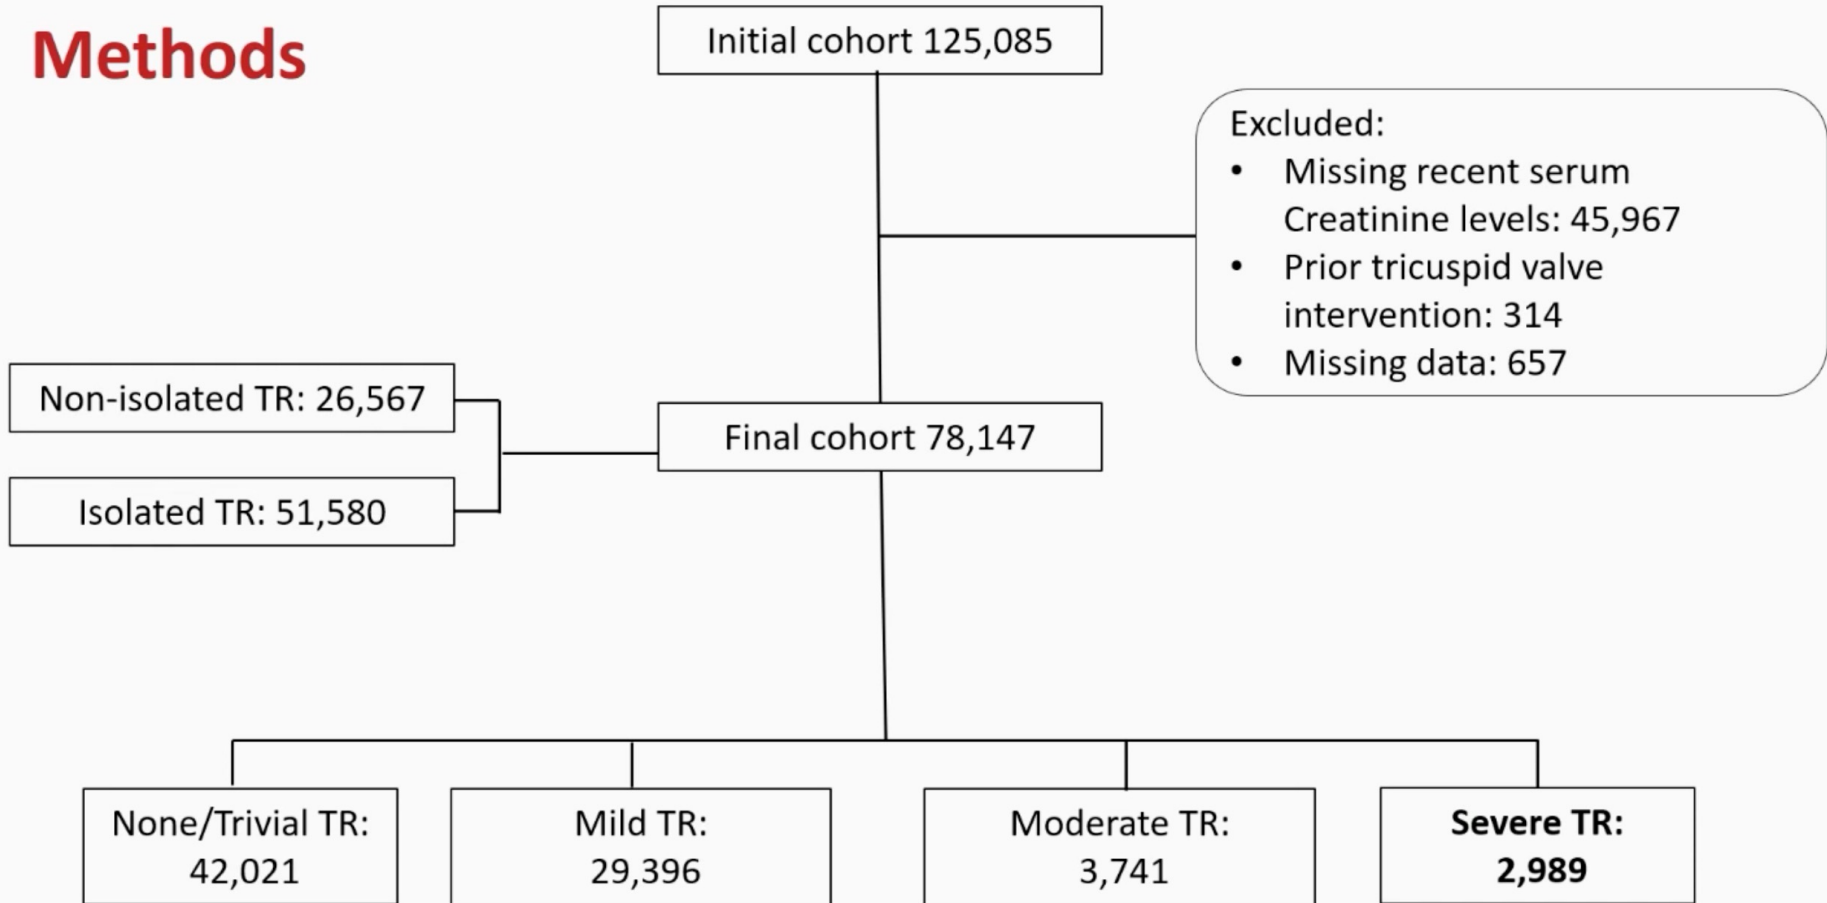 Methods
Initial cohort 125,085
Excluded:
• Missing recent serum
Creatinine levels: 45,967
• Prior tricuspid valve
intervention: 314
• Missing data: 657
Non-isolated TR: 26,567
Isolated TR: 51,580
Final cohort 78,147
None/Trivial TR:
42,021
Mild TR:
29,396
Moderate TR:
3,741
Severe TR:
2,989